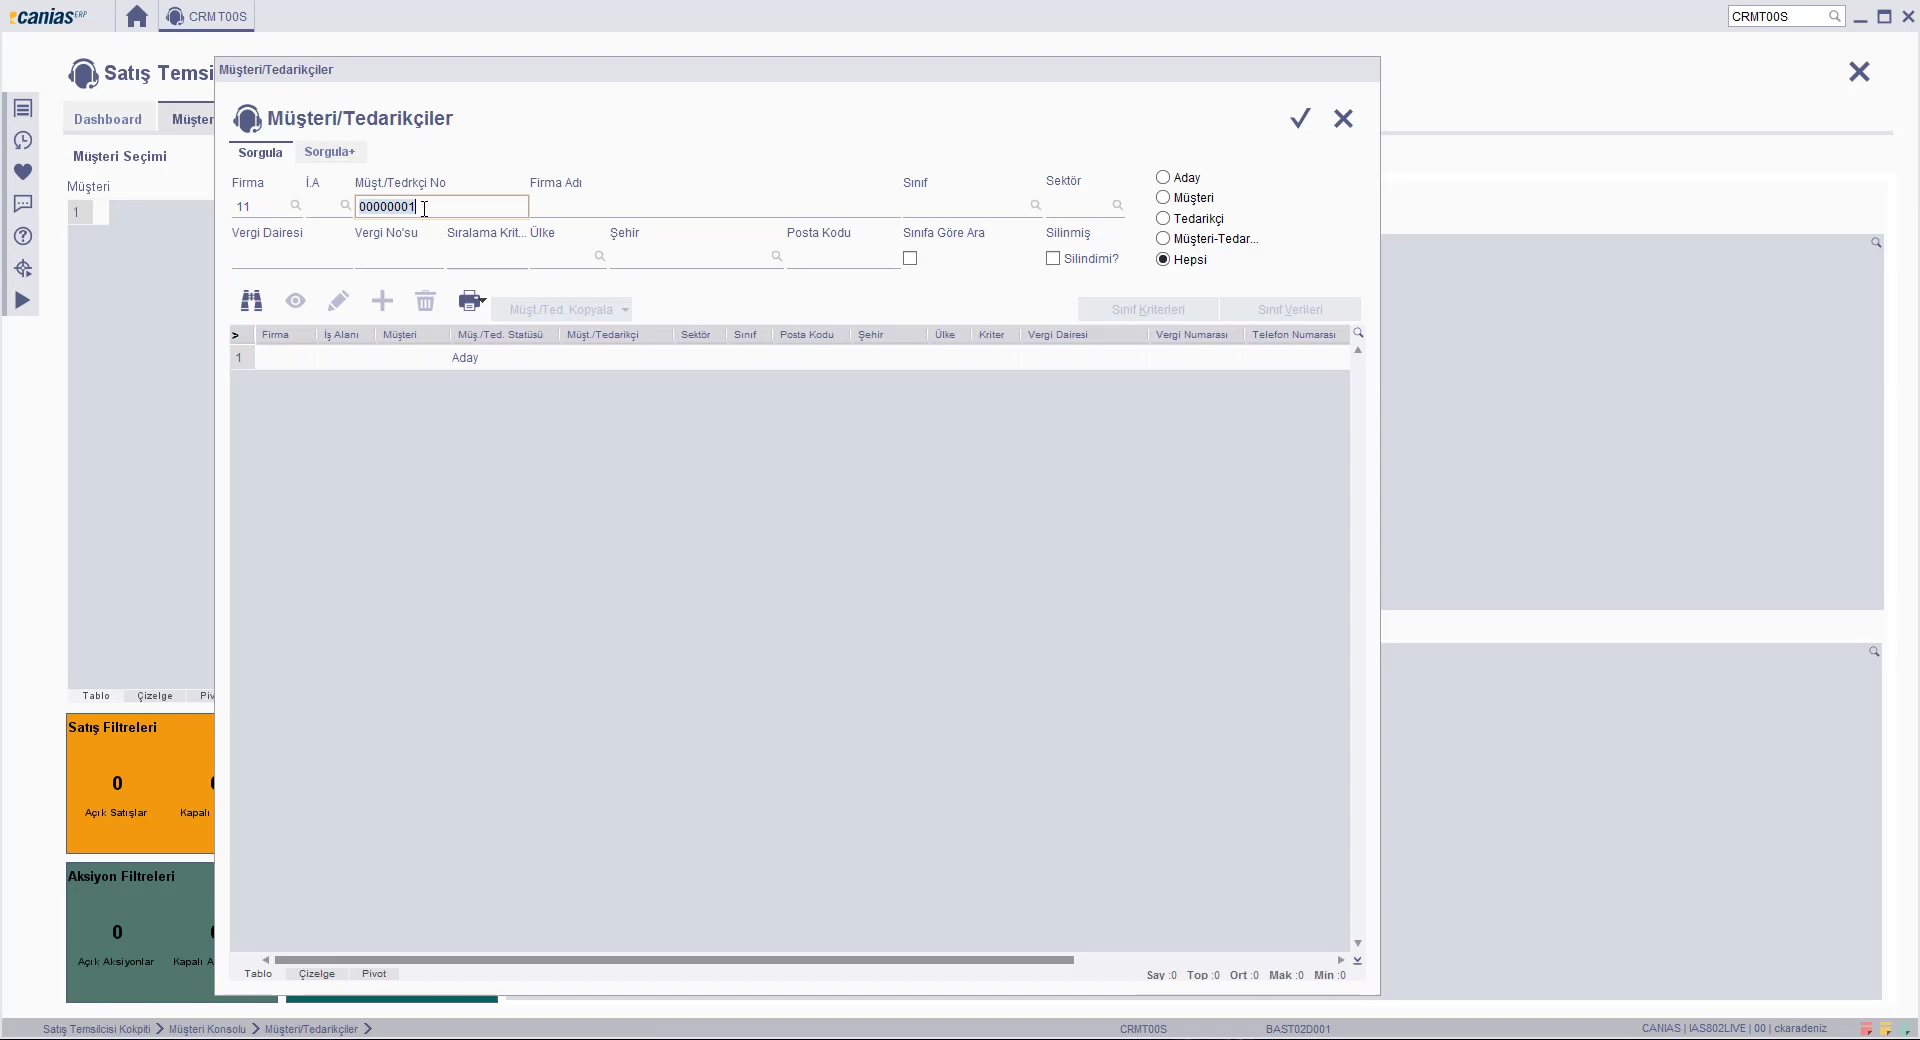 canias ERP
CRMT00S
CRMT00S
Satış Temsi
Dashboard
Müşter
Müşteri Seçimi
Müşteri
1
Müşteri/Tedarikçiler
Müşteri/Tedarikçiler
Sorgula
Sorgula+
Firma
İ.A
Müşt./Tedrkçi No
Firma Adı
Sınıf
Sektör
11
00000001
Vergi Dairesi
Vergi No'su
Sıralama Krit...
Ülke
Şehir
Posta Kodu
Sınıfa Göre Ara
Silinmiş
Silindimi?
Aday
Müşteri
Tedarikçi
Müşteri-Tedar...
Hepsi
Müşt./Ted. Kopyala
Sınıf Kriterleri
Sınıf Verileri
> Firma İş Alanı Müşteri Müş./Ted. Statüsü Müşt./Tedarikçi Sektör Sınıf Posta Kodu Şehir Ülke Kriter Vergi Dairesi Vergi Numarası Telefon Numarası
1 Aday
Tablo Çizelge Pivot
Say :0 Top :0 Ort :0 Mak :0 Min :0
Tablo Çizelge Piv
Satış Filtreleri
0
Açık Satışlar
Kapalı
Aksiyon Filtreleri
0
Açık Aksiyonlar
Kapalı A
Satış Temsilcisi Kokpiti > Müşteri Konsolu > Müşteri/Tedarikçiler >
CRMT00S
BAST02D001
CANIAS | IAS802LIVE | 00 | ckaradeniz